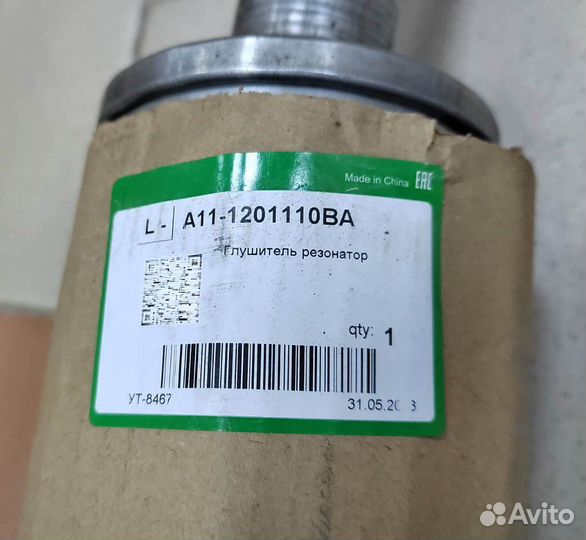 Made in China EAC
L - A11-1201110BA
Глушитель резонатор
qty: 1
УТ-8467
Avito